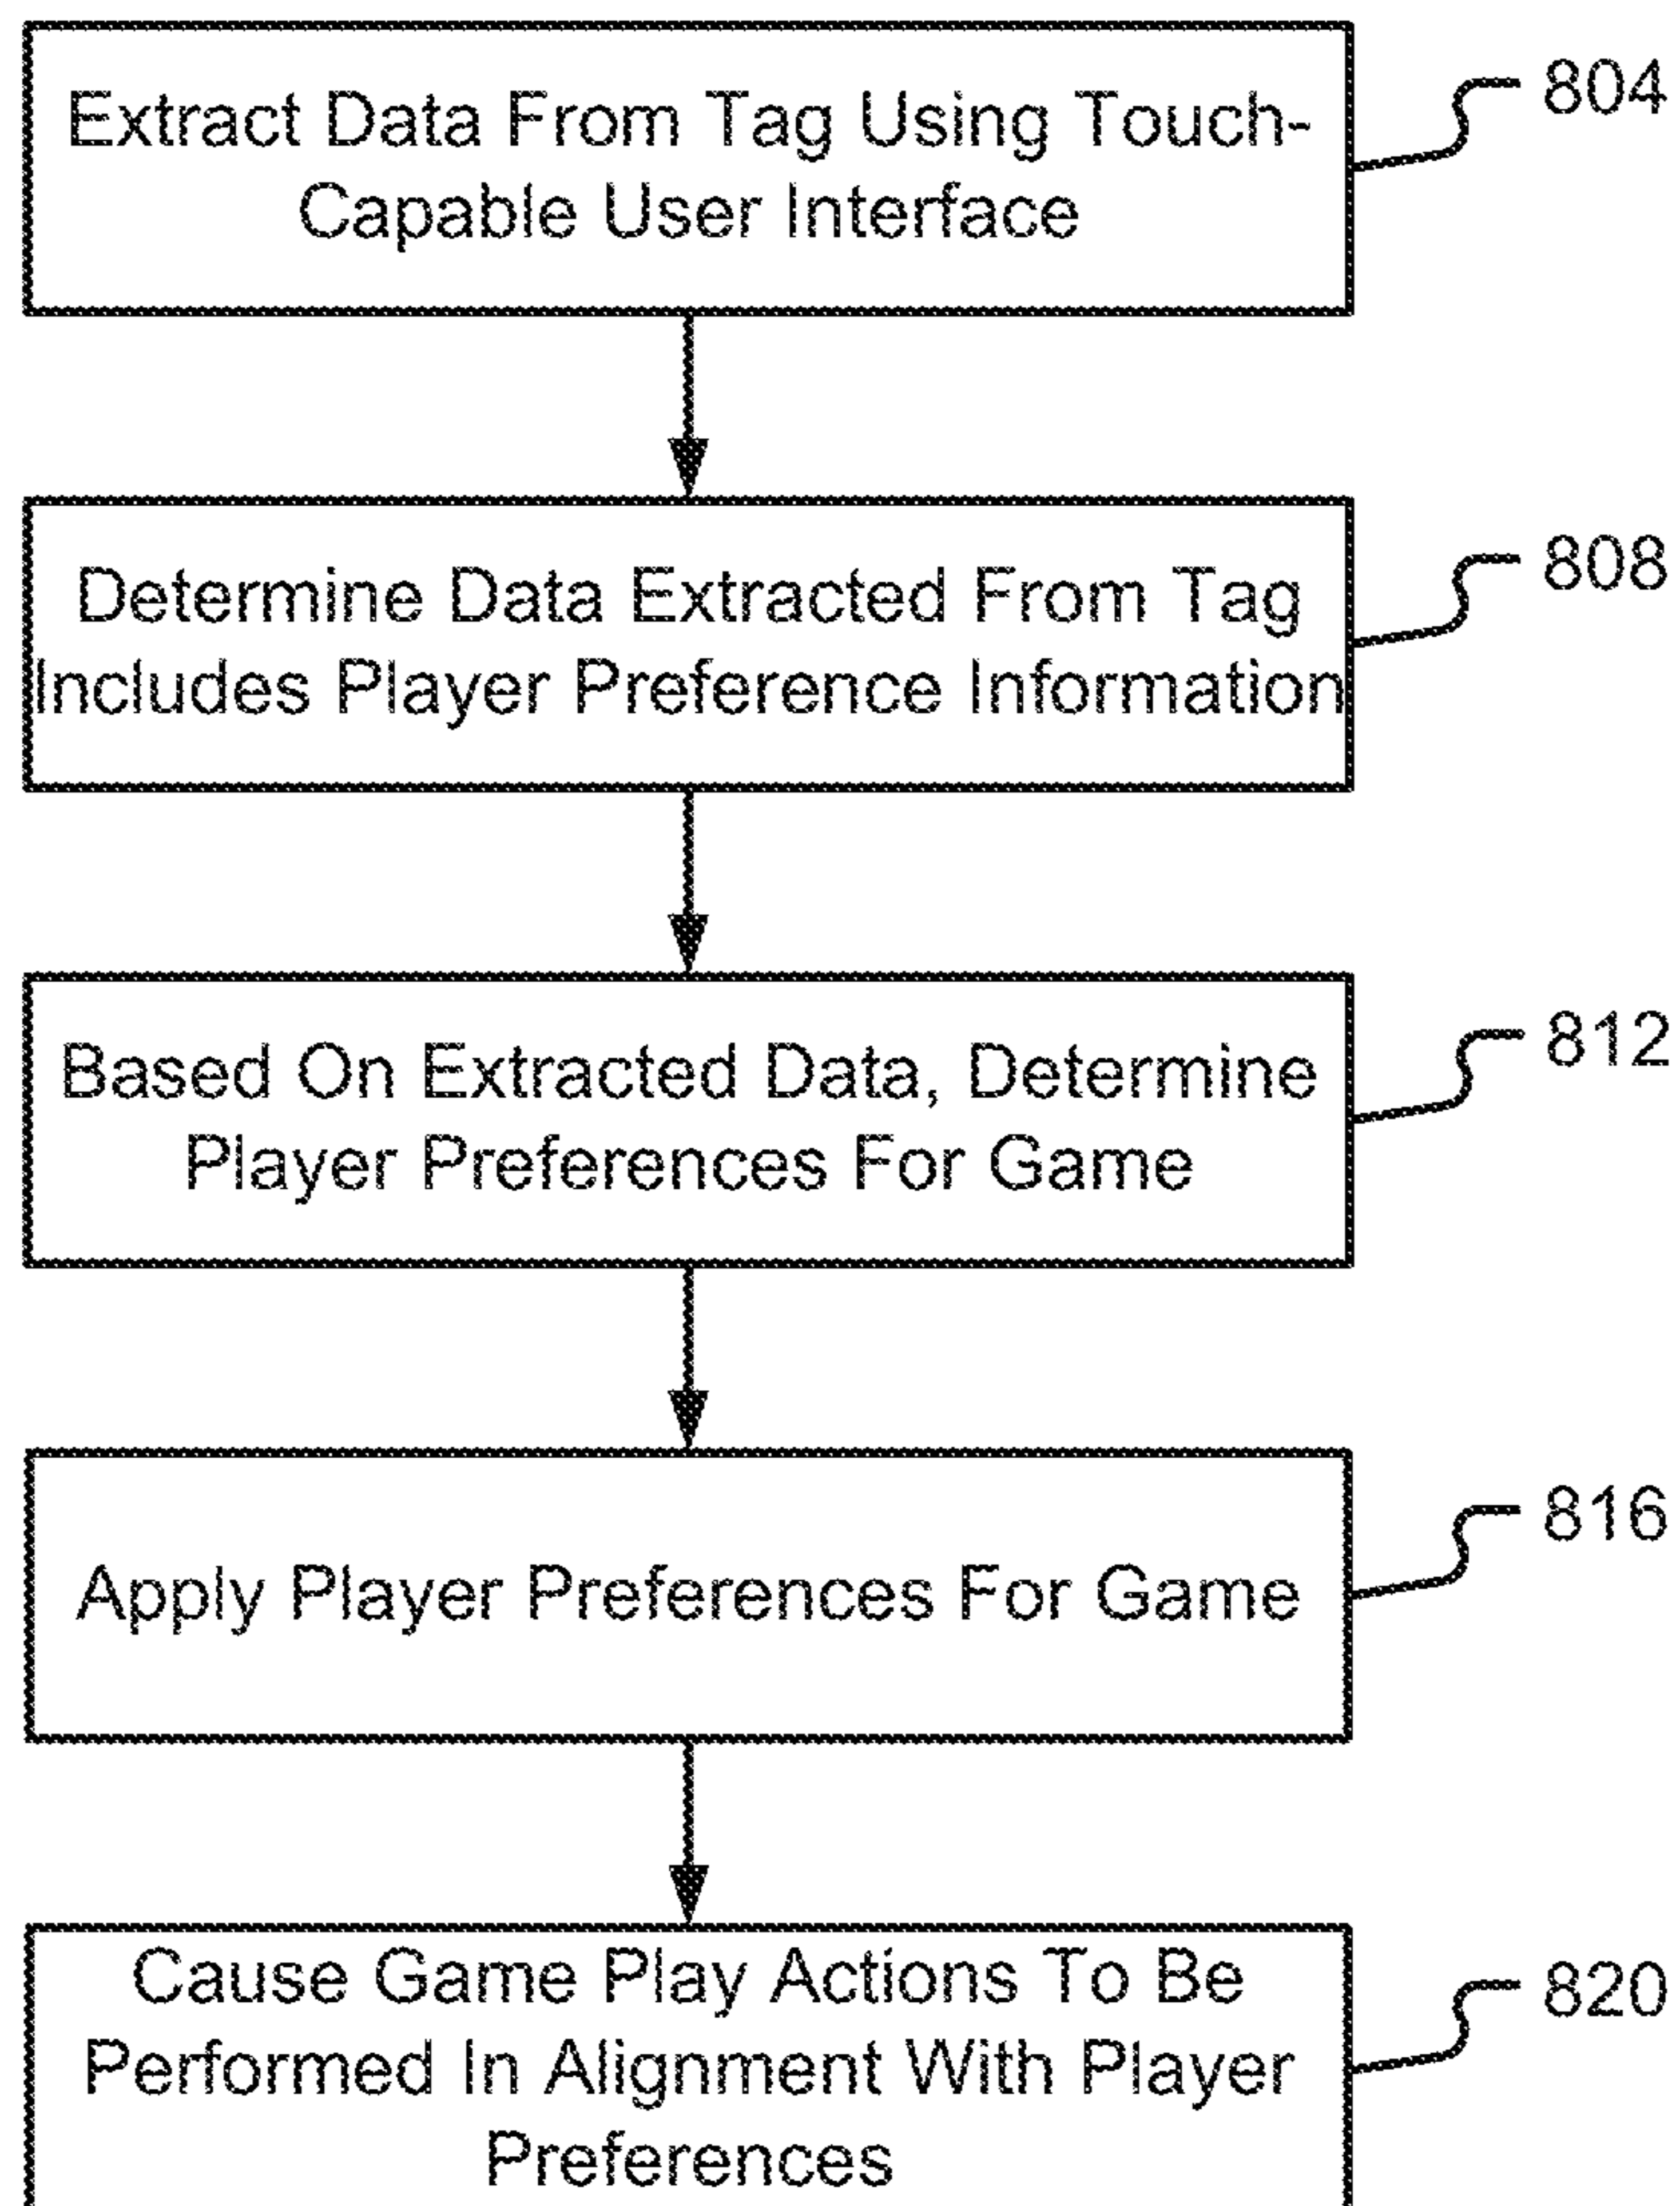 Extract Data From Tag Using Touch-
Capable User Interface
804
Determine Data Extracted From Tag
Includes Player Preference Information
808
Based On Extracted Data, Determine
Player Preferences For Game
812
Apply Player Preferences For Game
816
Cause Game Play Actions To Be
Performed In Alignment With Player
Preferences
820